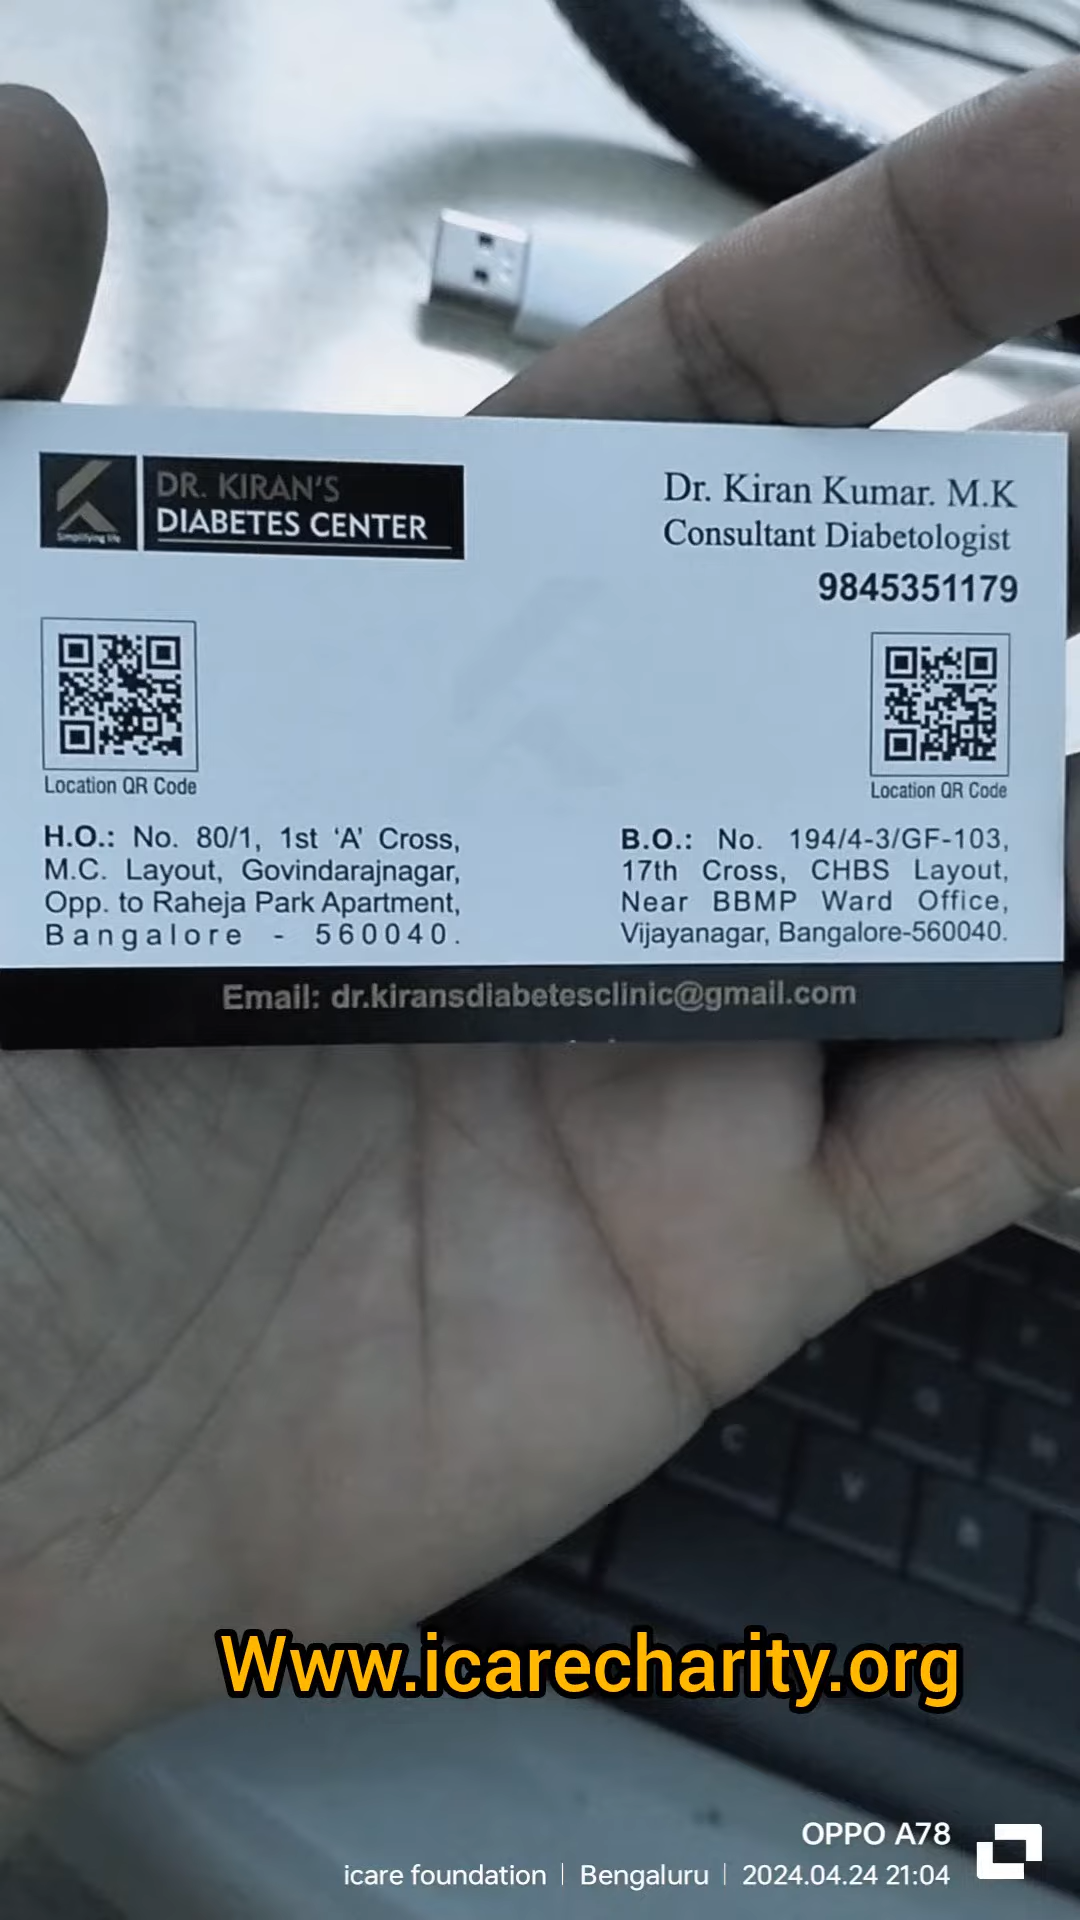 DR. KIRAN'S
DIABETES CENTER
Simplifying life
Dr. Kiran Kumar. M.K
Consultant Diabetologist
9845351179
Location QR Code
Location QR Code
H.O.: No. 80/1, 1st ‘A’ Cross,
M.C. Layout, Govindarajnagar,
Opp. to Raheja Park Apartment,
Bangalore - 560040.
B.O.: No. 194/4-3/GF-103,
17th Cross, CHBS Layout,
Near BBMP Ward Office,
Vijayanagar, Bangalore-560040.
Email: dr.kiransdiabetesclinic@gmail.com
C
V
B
Www.icarecharity.org
OPPO A78
icare foundation | Bengaluru | 2024.04.24 21:04